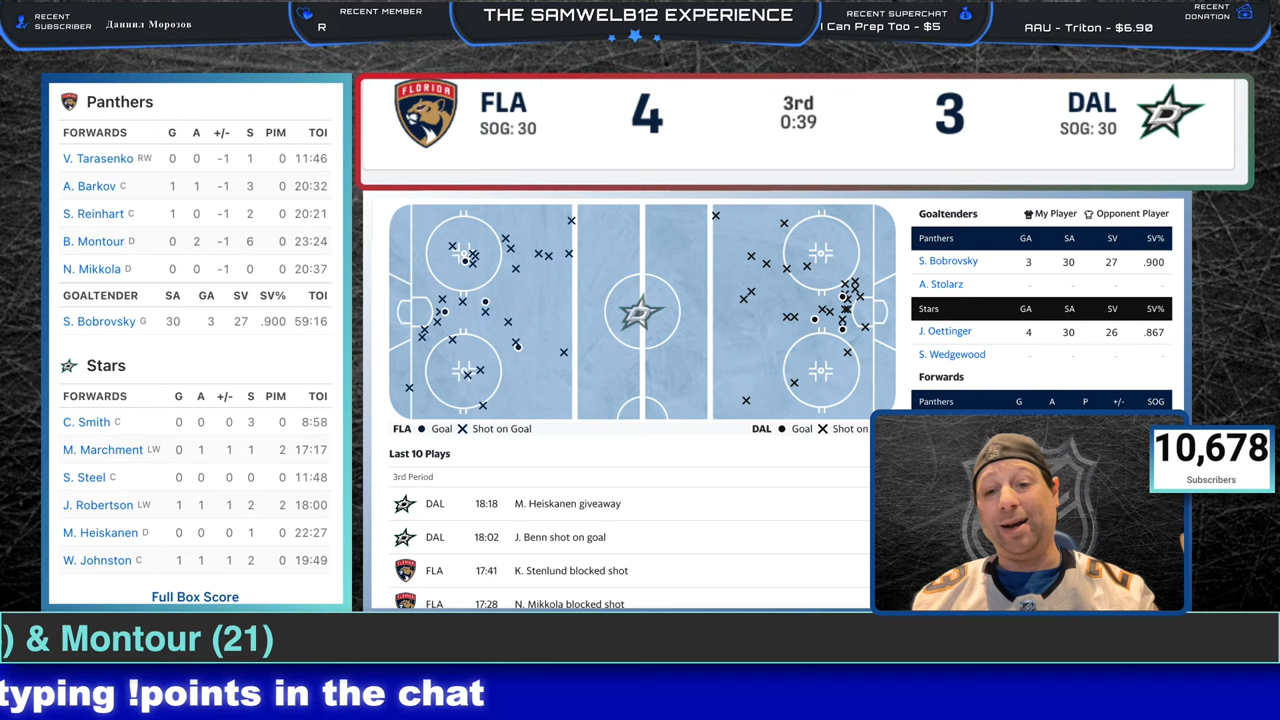 RECENT SUBSCRIBER
Даниил Морозов
RECENT MEMBER
R
THE SAMWELB12 EXPERIENCE
RECENT SUPERCHAT
I Can Prep Too - $5
RECENT DONATION
AAU - Triton - $6.90
Panthers
FORWARDS G A +/- S PIM TOI
V. Tarasenko RW 0 0 -1 1 0 11:46
A. Barkov C 1 1 -1 3 0 20:32
S. Reinhart C 1 0 -1 2 0 20:21
B. Montour D 0 2 -1 6 0 23:24
N. Mikkola D 0 0 -1 0 0 20:37
GOALTENDER SA GA SV SV% TOI
S. Bobrovsky G 30 3 27 .900 59:16
Stars
FORWARDS G A +/- S PIM TOI
C. Smith C 0 0 0 3 0 8:58
M. Marchment LW 0 1 1 1 2 17:17
S. Steel C 0 0 0 0 0 11:48
J. Robertson LW 1 1 1 2 2 18:00
M. Heiskanen D 0 0 0 1 0 22:27
W. Johnston C 1 1 1 2 0 19:49
Full Box Score
FLORIDA
FLA
SOG: 30
4
3rd
0:39
3
DAL
SOG: 30
FLA Goal Shot on Goal
DAL Goal Shot on
Last 10 Plays
3rd Period
DAL 18:18 M. Heiskanen giveaway
DAL 18:02 J. Benn shot on goal
FLA 17:41 K. Stenlund blocked shot
FLA 17:28 N. Mikkola blocked shot
Goaltenders My Player Opponent Player
Panthers GA SA SV SV%
S. Bobrovsky 3 30 27 .900
A. Stolarz - - - -
Stars GA SA SV SV%
J. Oettinger 4 30 26 .867
S. Wedgewood - - - -
Forwards
Panthers G A P +/- SOG
10,678
Subscribers
) & Montour (21)
typing !points in the chat